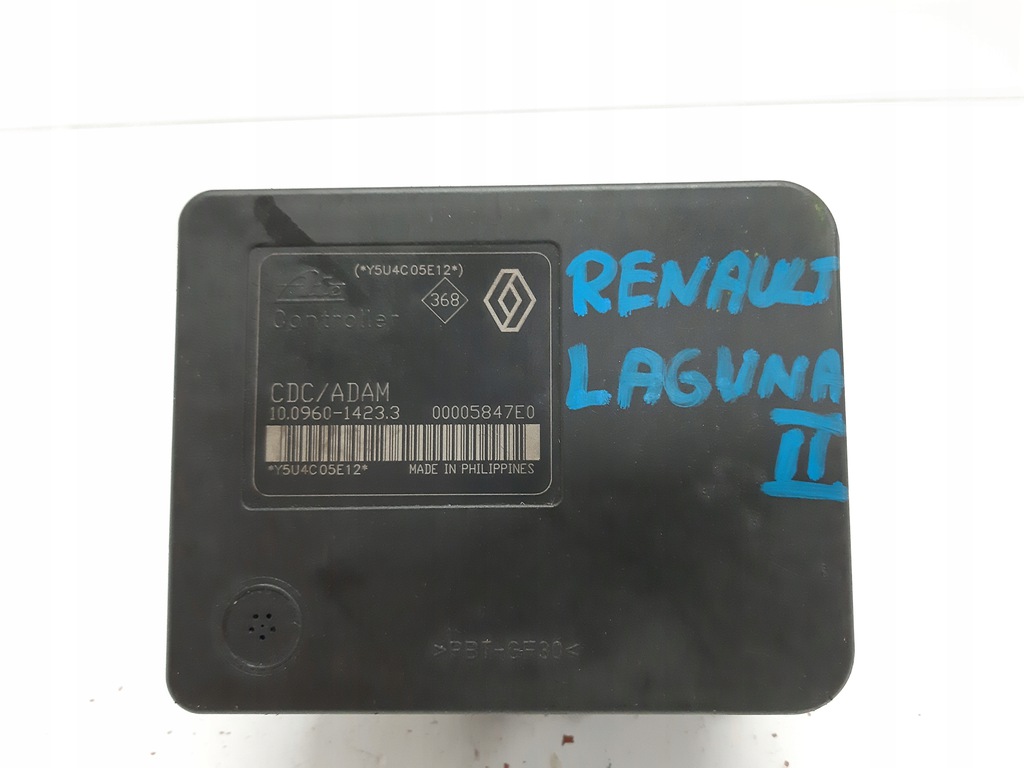 (*Y5U4C05E12*)
Ate
368
Controller
CDC/ADAM
10.0960-1423.3 00005847E0
*Y5U4C05E12* MADE IN PHILIPPINES
RENAULT
LAGUNA
II
>PBT-GF30<